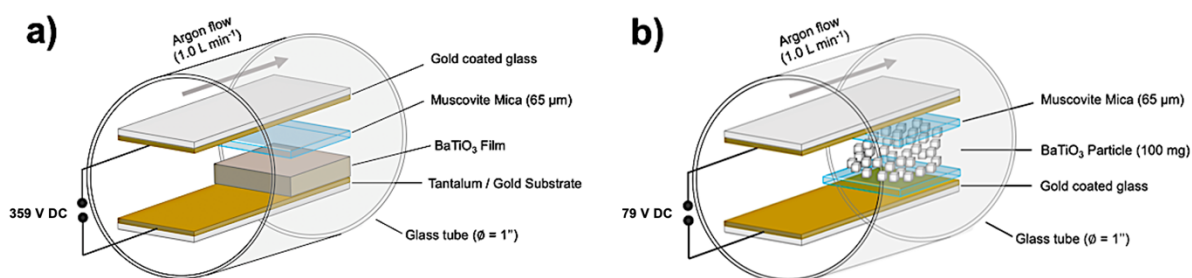 a)
Argon flow
(1.0 L min⁻¹)
Gold coated glass
Muscovite Mica (65 μm)
BaTiO₃ Film
Tantalum / Gold Substrate
359 V DC
Glass tube (ø = 1”)
b)
Argon flow
(1.0 L min⁻¹)
Muscovite Mica (65 μm)
BaTiO₃ Particle (100 mg)
Gold coated glass
79 V DC
Glass tube (ø = 1”)